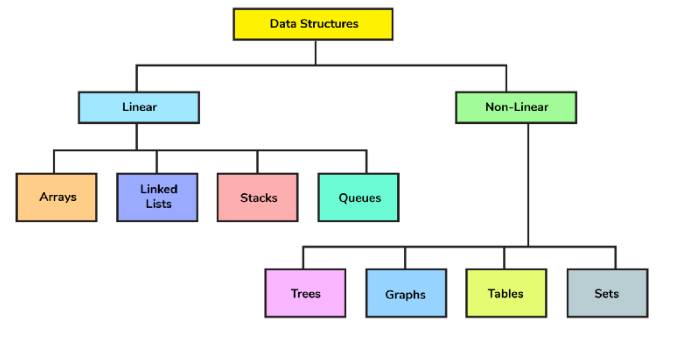 Data Structures
Linear
Non-Linear
Arrays
Linked
Lists
Stacks
Queues
Trees
Graphs
Tables
Sets